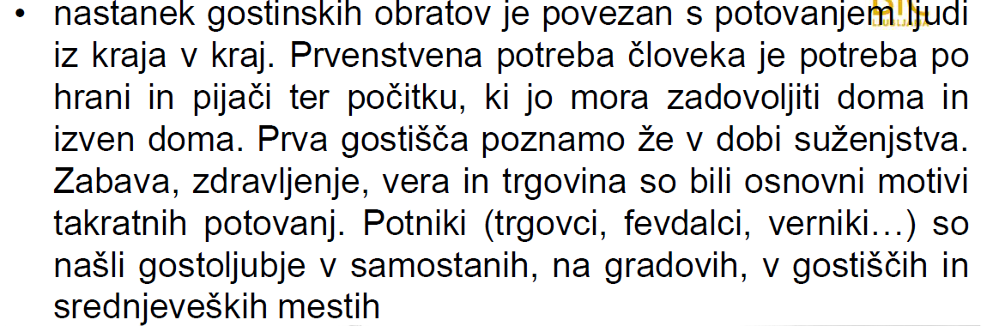 • nastanek gostinskih obratov je povezan s potovanjem ljudi
iz kraja v kraj. Prvenstvena potreba človeka je potreba po
hrani in pijači ter počitku, ki jo mora zadovoljiti doma in
izven doma. Prva gostišča poznamo že v dobi suženjstva.
Zabava, zdravljenje, vera in trgovina so bili osnovni motivi
takratnih potovanj. Potniki (trgovci, fevdalci, verniki…) so
našli gostoljubje v samostanih, na gradovih, v gostiščih in
srednjeveških mestih